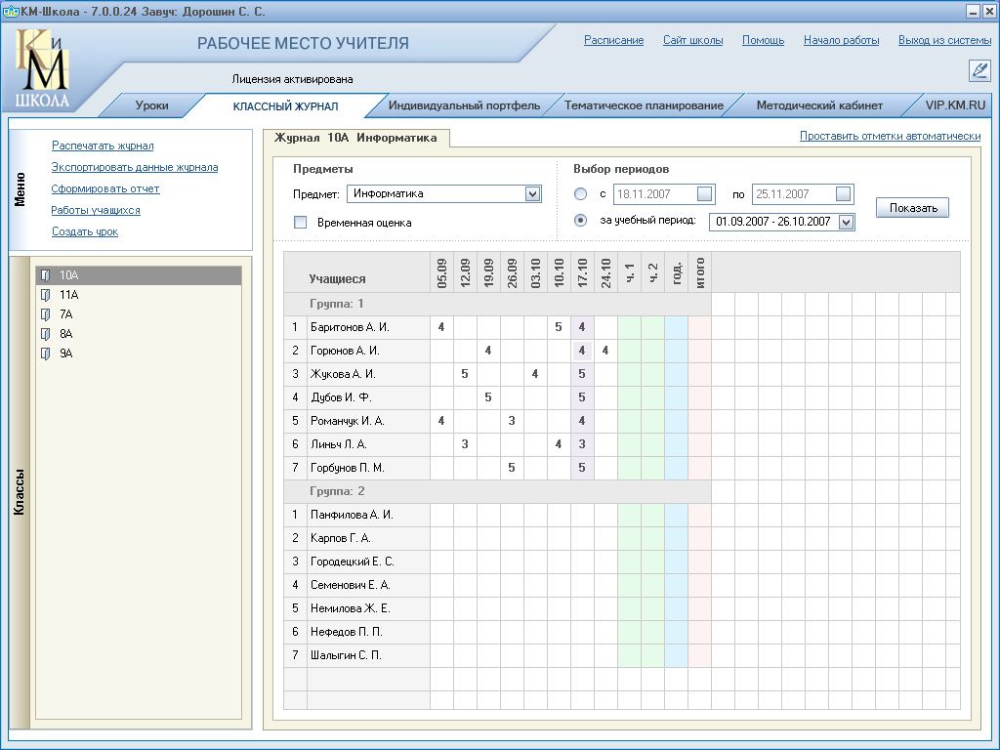 КМ-Школа - 7.0.0.24 Завуч: Дорошин С. С.
КИМ ШКОЛА
РАБОЧЕЕ МЕСТО УЧИТЕЛЯ
Расписание Сайт школы Помощь Начало работы Выход из системы
Лицензия активирована
Уроки КЛАССНЫЙ ЖУРНАЛ Индивидуальный портфель Тематическое планирование Методический кабинет VIP.KM.RU
Меню
Распечатать журнал
Экспортировать данные журнала
Сформировать отчет
Работы учащихся
Создать урок
Классы
10А
11А
7А
8А
9А
Журнал 10А Информатика
Проставить отметки автоматически
Предметы
Предмет: Информатика
Временная оценка
Выбор периодов
с 18.11.2007 по 25.11.2007
за учебный период: 01.09.2007 - 26.10.2007
Показать
Учащиеся 05.09 12.09 19.09 26.09 03.10 10.10 17.10 24.10 ч. 1 ч. 2 год. итого
Группа: 1
1 Баритонов А. И. 4 5 4
2 Горюнов А. И. 4 4 4
3 Жукова А. И. 5 4 5
4 Дубов И. Ф. 5 5
5 Романчук И. А. 4 3 4
6 Линьч Л. А. 3 4 3
7 Горбунов П. М. 5 5
Группа: 2
1 Панфилова А. И.
2 Карпов Г. А.
3 Городецкий Е. С.
4 Семенович Е. А.
5 Немилова Ж. Е.
6 Нефедов П. П.
7 Шалыгин С. П.